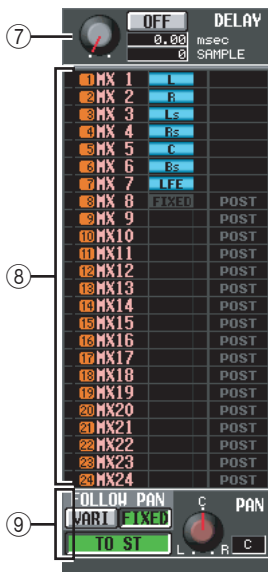 ⑦ OFF DELAY
0.00 msec
0 SAMPLE
⑧
1 MX 1 L
2 MX 2 R
3 MX 3 Ls
4 MX 4 Rs
5 MX 5 C
6 MX 6 Bs
7 MX 7 LFE
8 MX 8 FIXED POST
9 MX 9 POST
10 MX10 POST
11 MX11 POST
12 MX12 POST
13 MX13 POST
14 MX14 POST
15 MX15 POST
16 MX16 POST
17 MX17 POST
18 MX18 POST
19 MX19 POST
20 MX20 POST
21 MX21 POST
22 MX22 POST
23 MX23 POST
24 MX24 POST
⑨ FOLLOW PAN
VARI FIXED
TO ST
C PAN
L R C